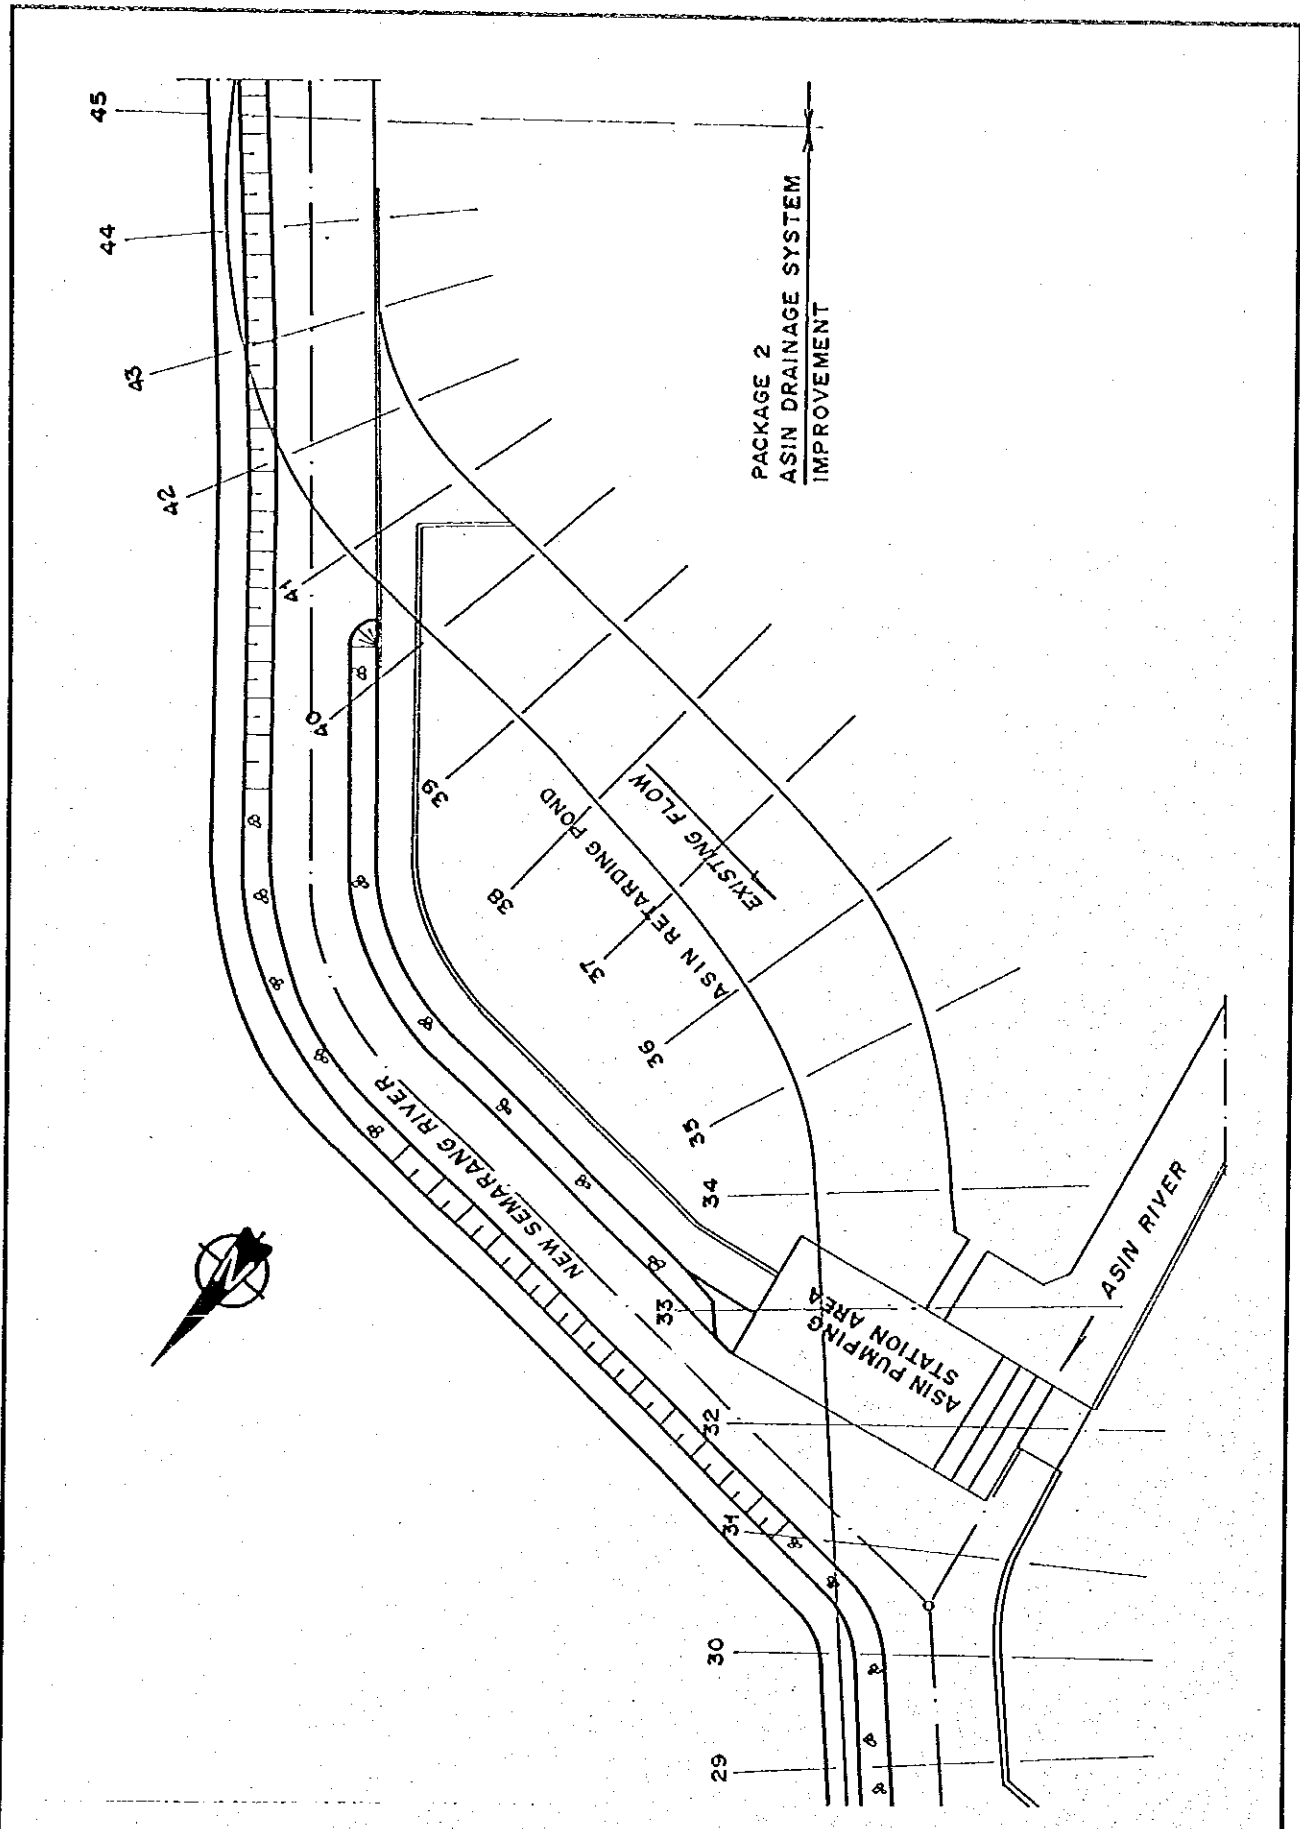 45
44
43
42
41
40
39
38
37
36
35
34
33
32
31
30
29
PACKAGE 2
ASIN DRAINAGE SYSTEM
IMPROVEMENT
EXISTING FLOW
ASIN RETARDING POND
NEW SEMARANG RIVER
ASIN PUMPING
STATION AREA
ASIN RIVER